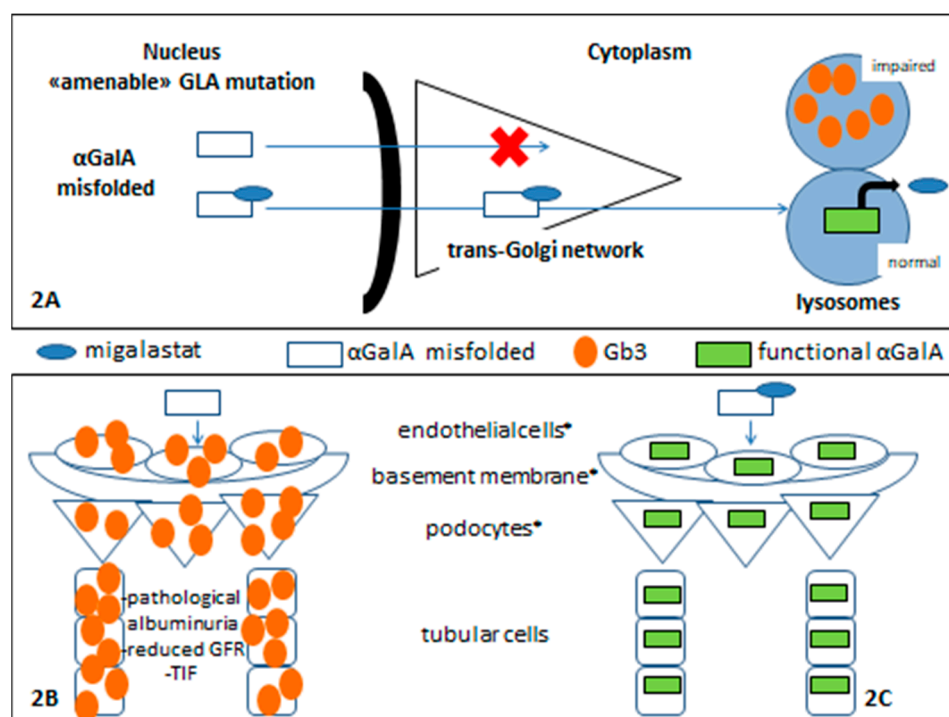 Nucleus
«amenable» GLA mutation
Cytoplasm
impaired
αGalA
misfolded
trans-Golgi network
normal
2A
lysosomes
migalastat
αGalA misfolded
Gb3
functional αGalA
endothelialcells*
basement membrane*
podocytes*
-pathological
albuminuria
-reduced GFR
-TIF
tubular cells
2B
2C